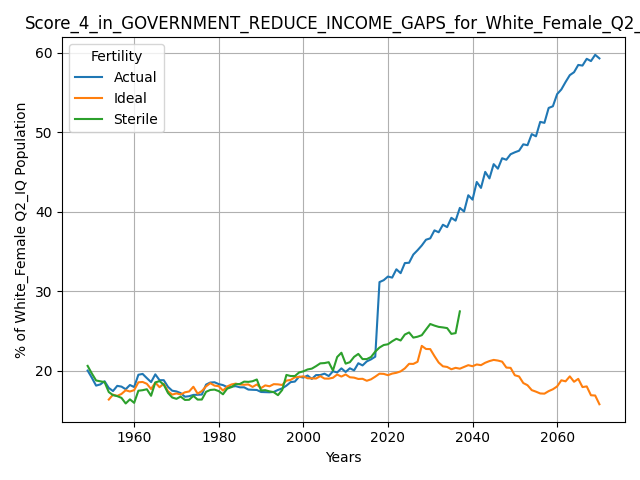 Score_4_in_GOVERNMENT_REDUCE_INCOME_GAPS_for_White_Female_Q2_
Fertility
Actual
Ideal
Sterile
% of White_Female Q2_IQ Population
60
50
40
30
20
1960
1980
2000
2020
2040
2060
Years